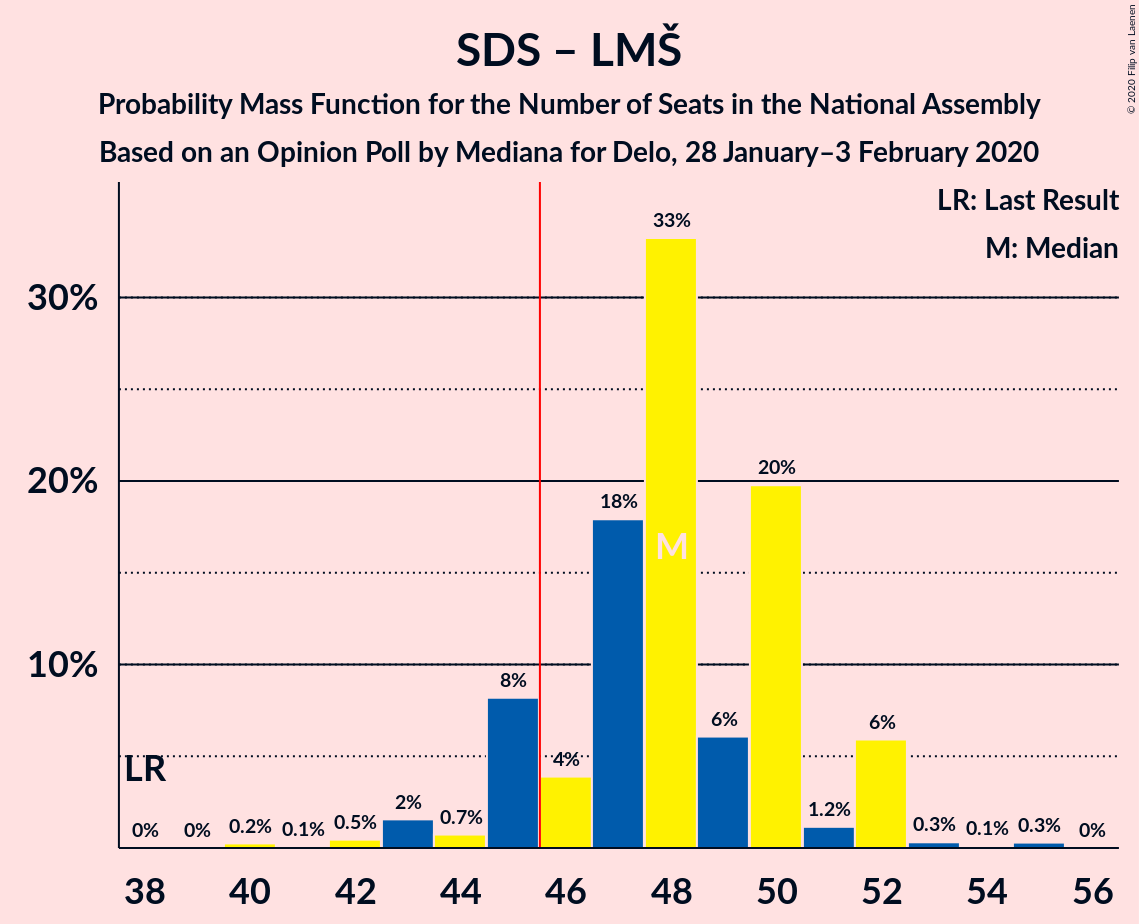 SDS – LMŠ
Probability Mass Function for the Number of Seats in the National Assembly
Based on an Opinion Poll by Mediana for Delo, 28 January–3 February 2020
© 2020 Filip van Laenen
LR: Last Result
M: Median
30%
20%
10%
LR
0%
0%
0.2%
0.1%
0.5%
2%
0.7%
8%
4%
18%
33%
M
6%
20%
1.2%
6%
0.3%
0.1%
0.3%
0%
38 40 42 44 46 48 50 52 54 56